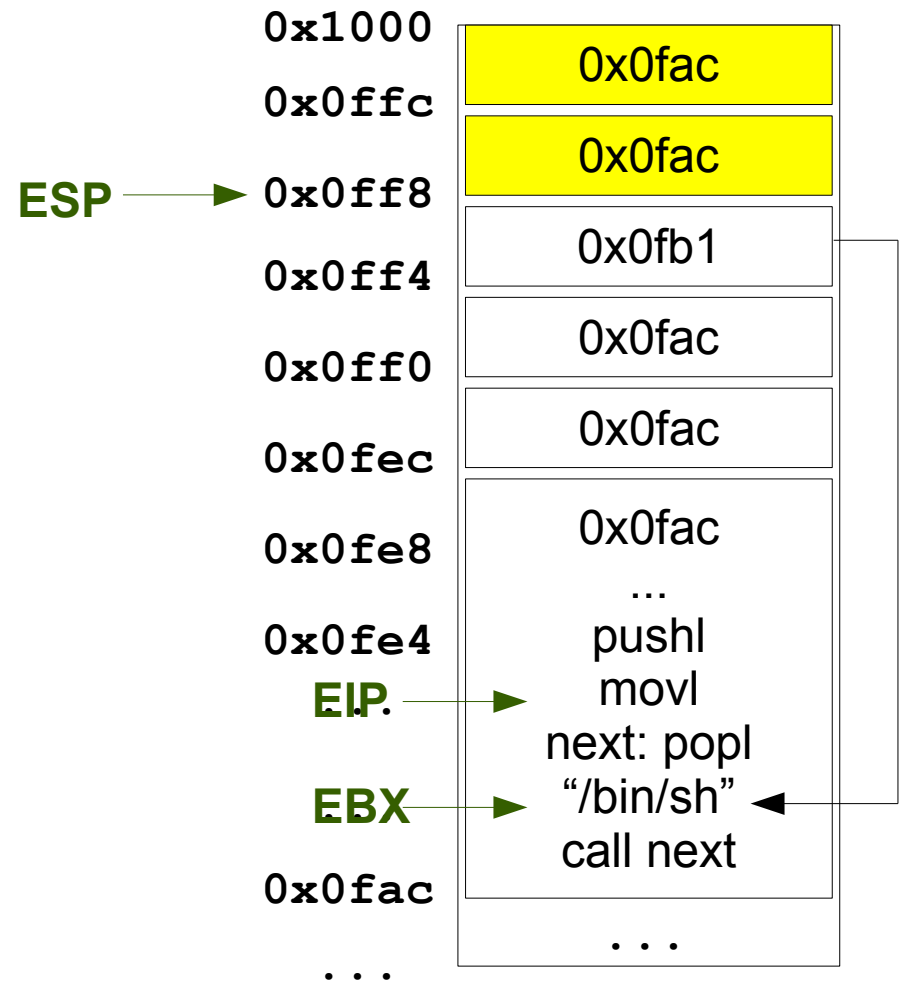 0x1000
0x0fac
0x0ffc
0x0fac
ESP 0x0ff8
0x0fb1
0x0ff4
0x0fac
0x0ff0
0x0fac
0x0fec
0x0fac
0x0fe8
...
0x0fe4 pushl
EIP ... movl
next: popl
EBX ... “/bin/sh”
call next
0x0fac
...
...